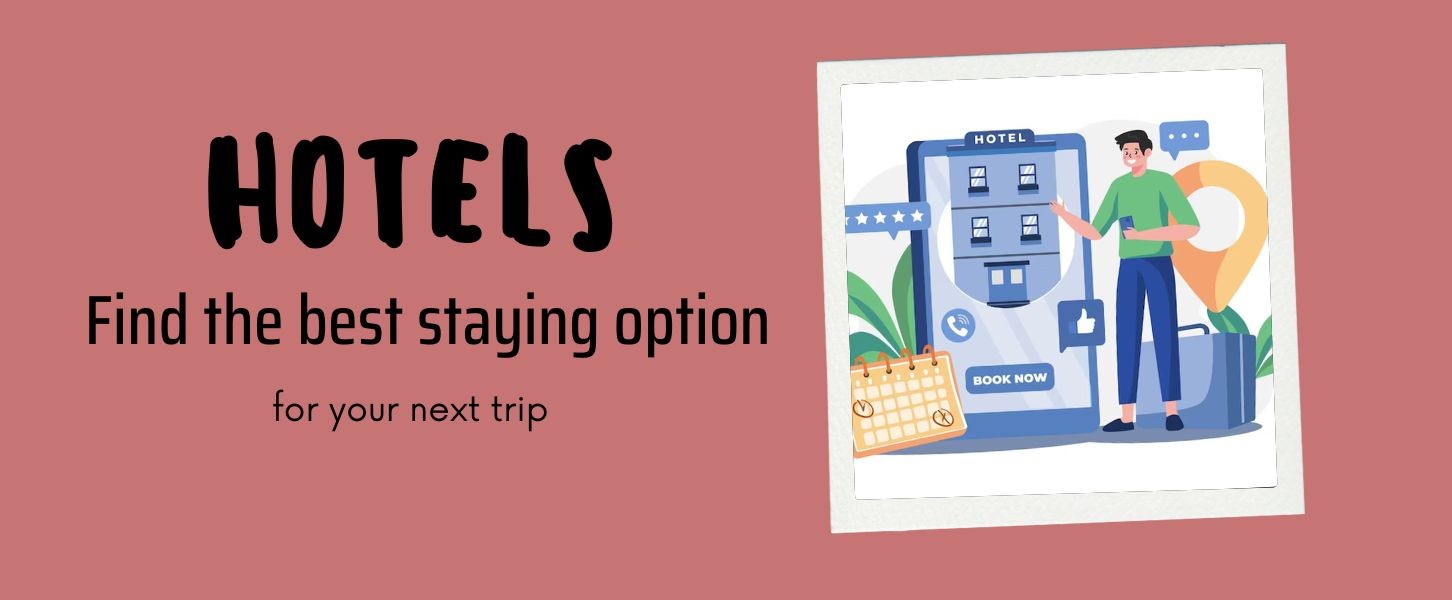 HOTELS
Find the best staying option
for your next trip
HOTEL
BOOK NOW